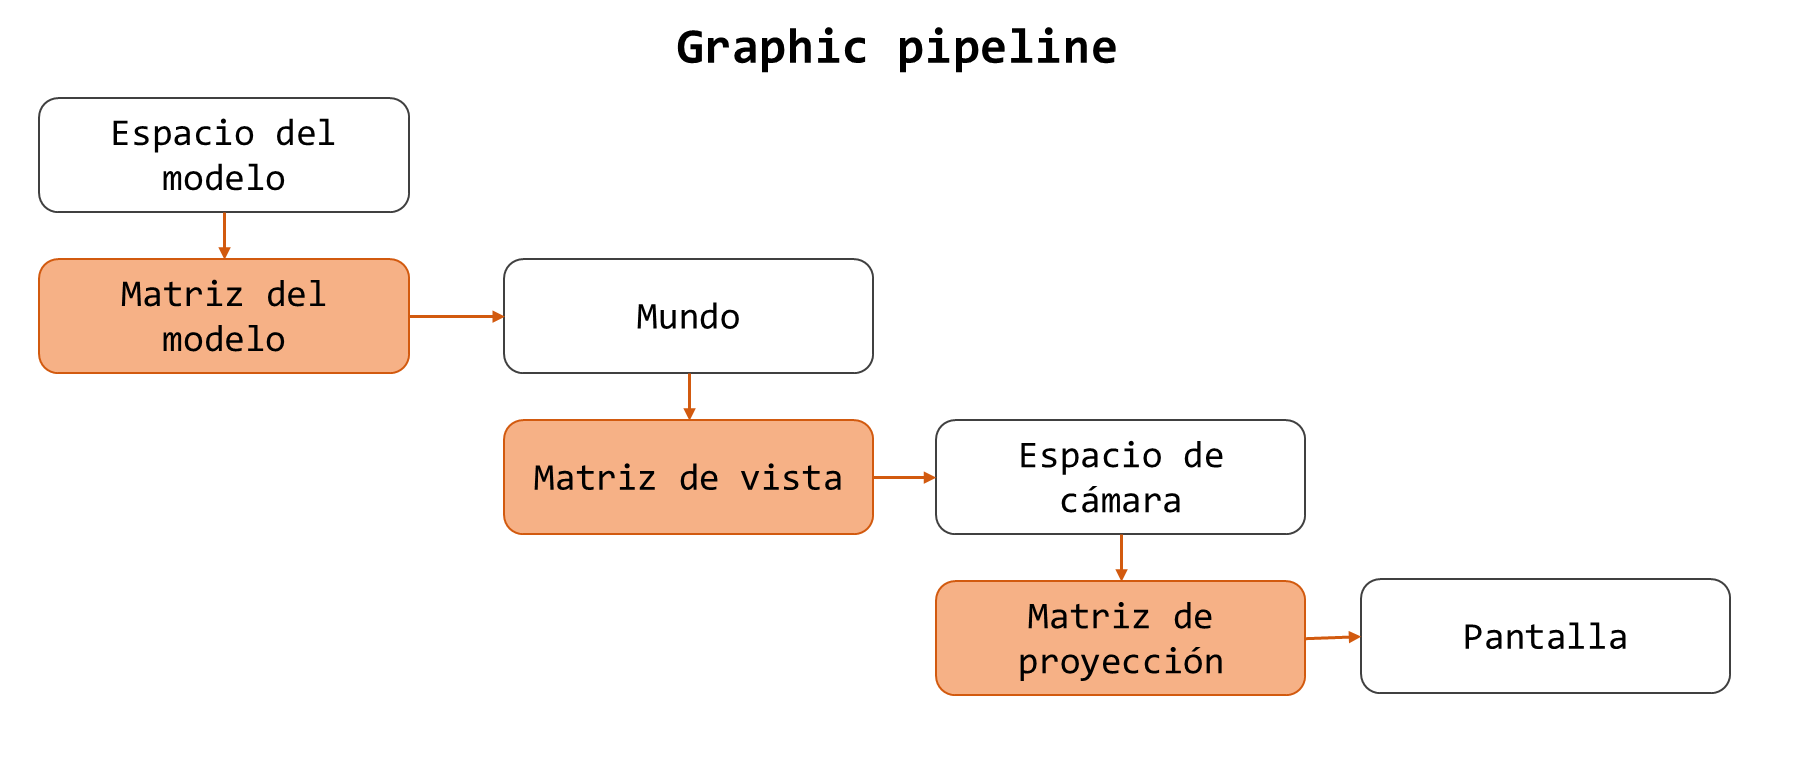 Graphic pipeline
Espacio del
modelo
Matriz del
modelo
Mundo
Matriz de vista
Espacio de
cámara
Matriz de
proyección
Pantalla